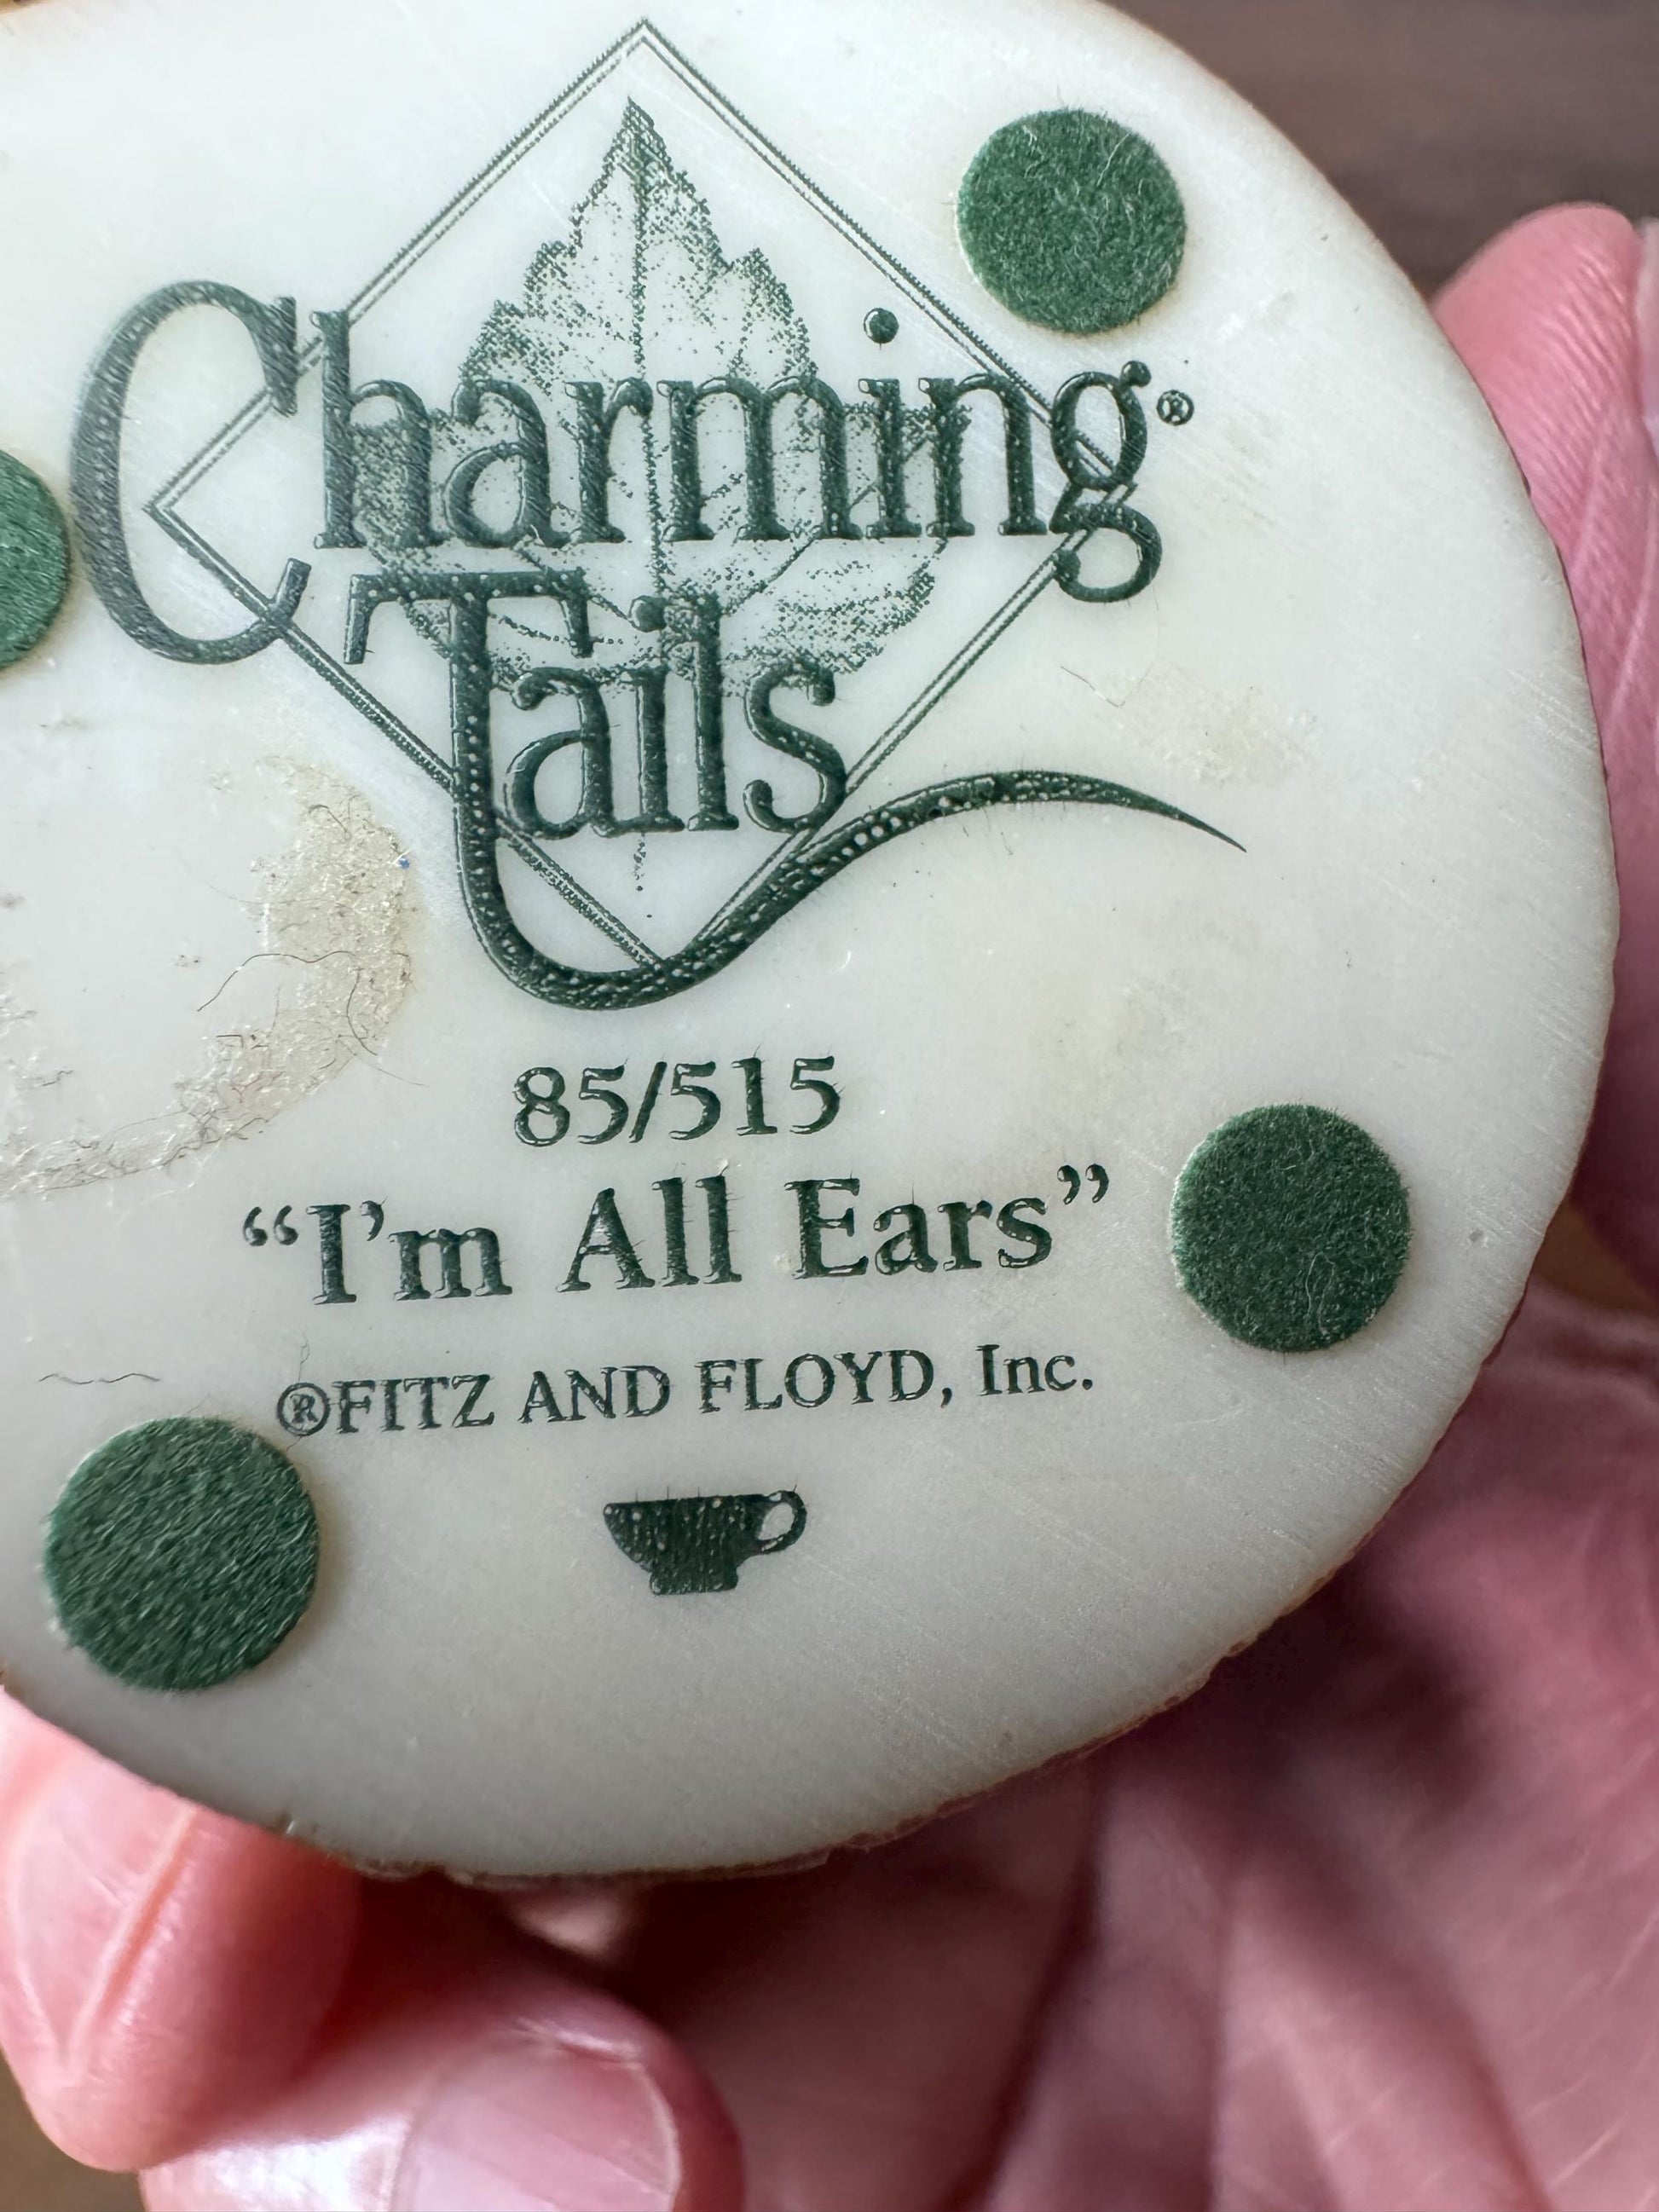 Charming®
Tails
85/515
“I’m All Ears”
®FITZ AND FLOYD, Inc.